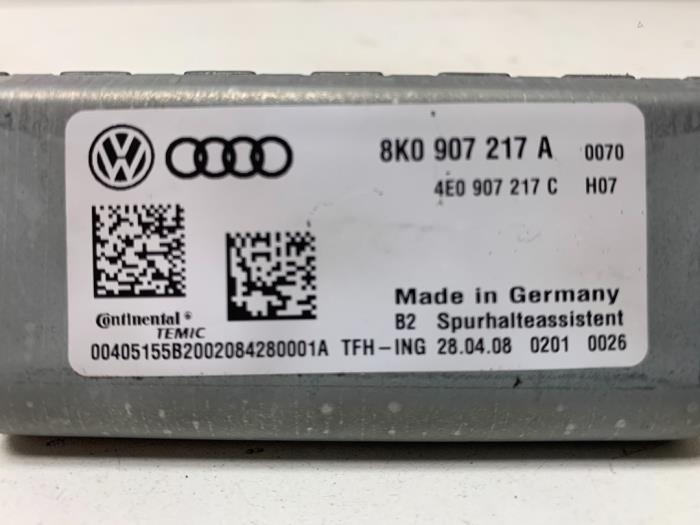 8K0 907 217 A 0070
4E0 907 217 C H07
Made in Germany
Continental®
TEMIC
B2 Spurhalteassistent
00405155B2002084280001A TFH-ING 28.04.08 0201 0026